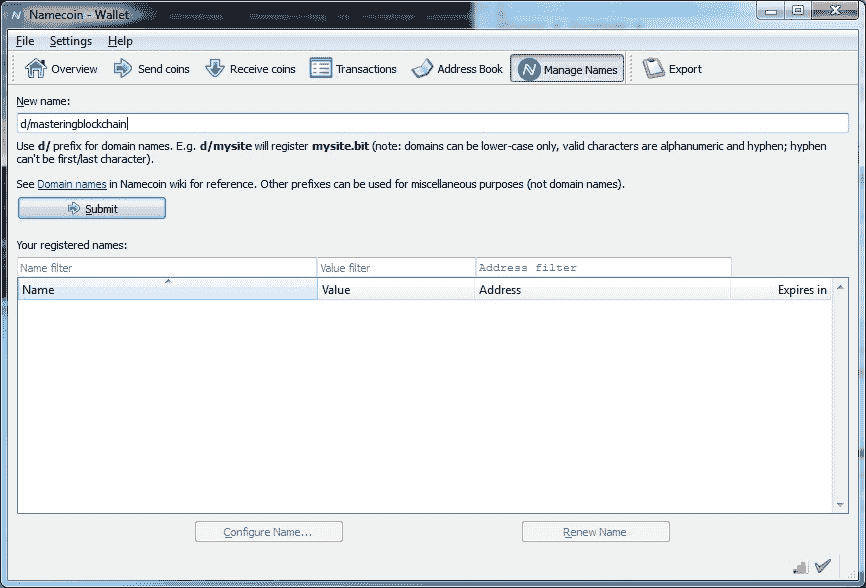 Namecoin - Wallet
File Settings Help
Overview Send coins Receive coins Transactions Address Book Manage Names Export
New name:
d/masteringblockchain
Use d/ prefix for domain names. E.g. d/mysite will register mysite.bit (note: domains can be lower-case only, valid characters are alphanumeric and hyphen; hyphen
can't be first/last character).
See Domain names in Namecoin wiki for reference. Other prefixes can be used for miscellaneous purposes (not domain names).
Submit
Your registered names:
Name filter Value filter Address filter
Name Value Address Expires in
Configure Name... Renew Name